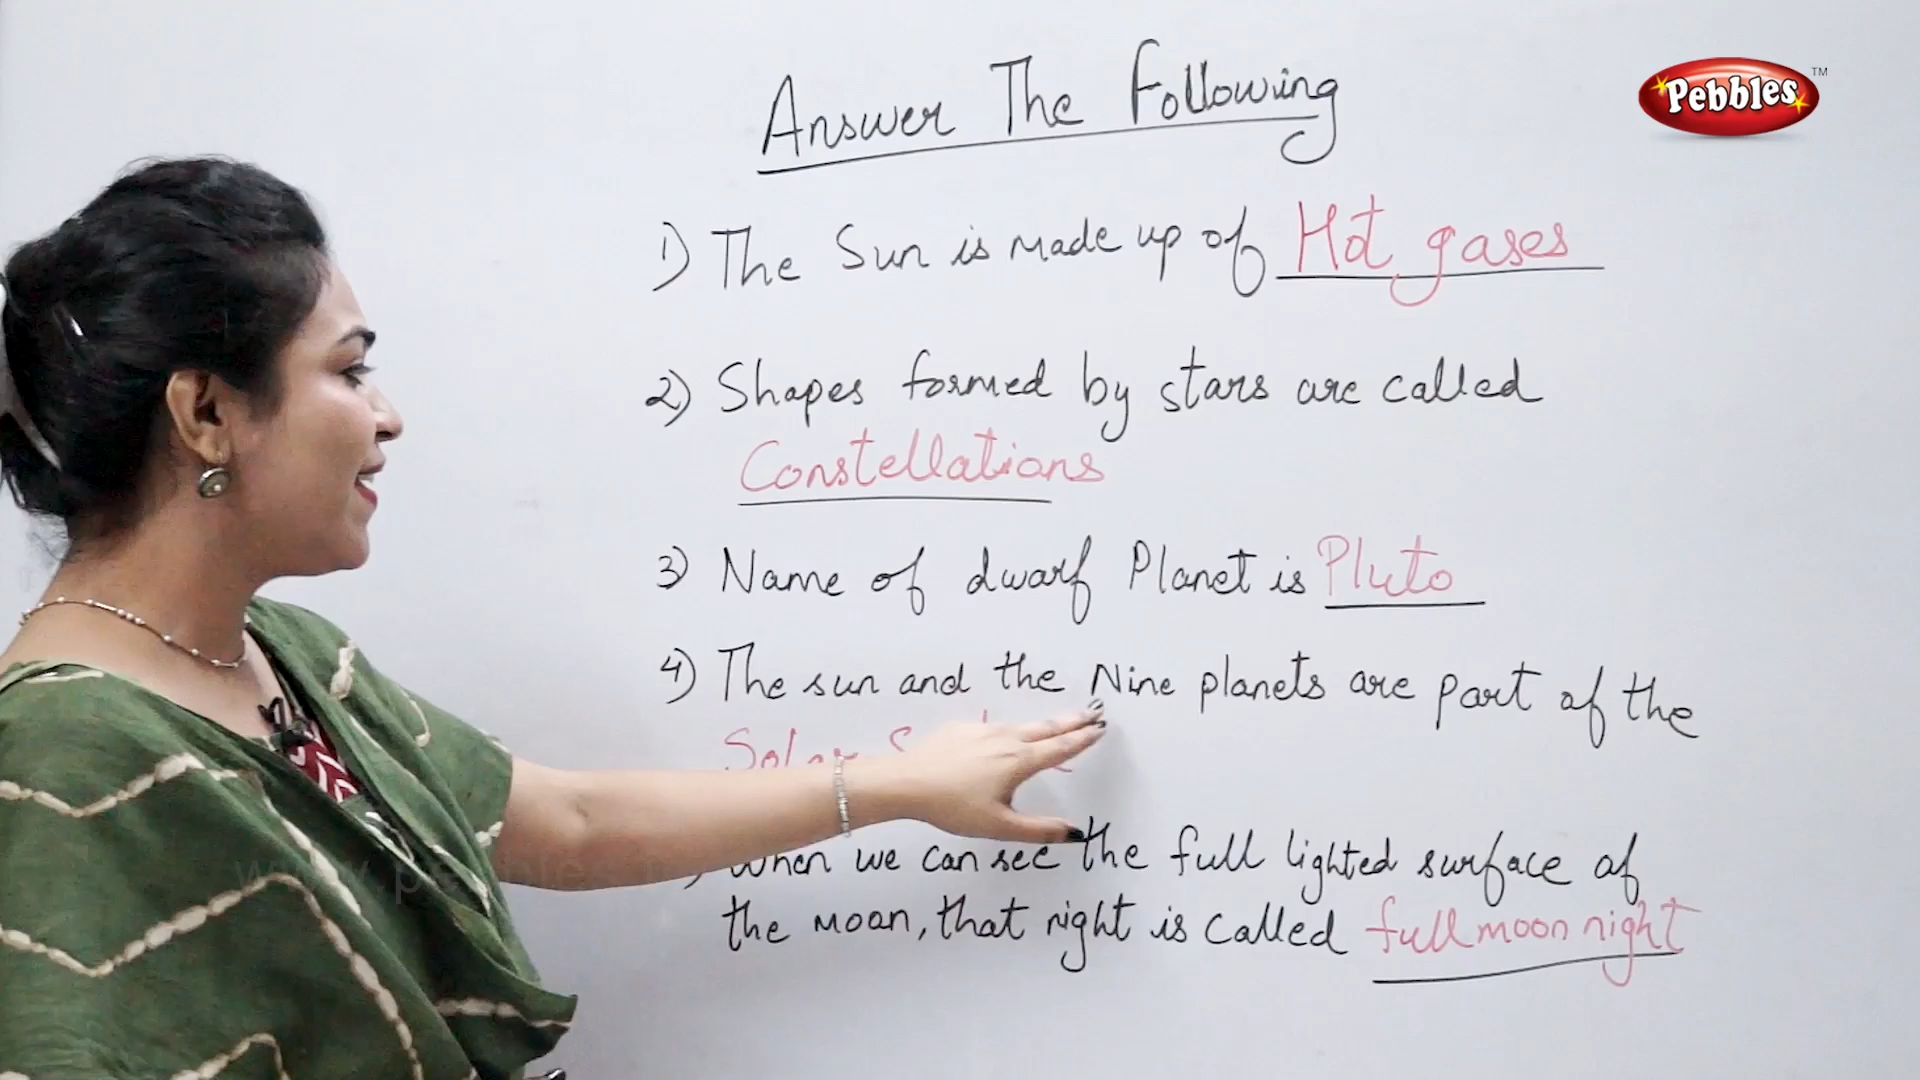 Pebbles TM
Answer The Following
1) The Sun is made up of Hot gases
2) Shapes formed by stars are called
Constellations
3) Name of dwarf Planet is Pluto
4) The sun and the Nine planets are part of the
Solar
When we can see the full lighted surface of
the moon, that night is called full moon night